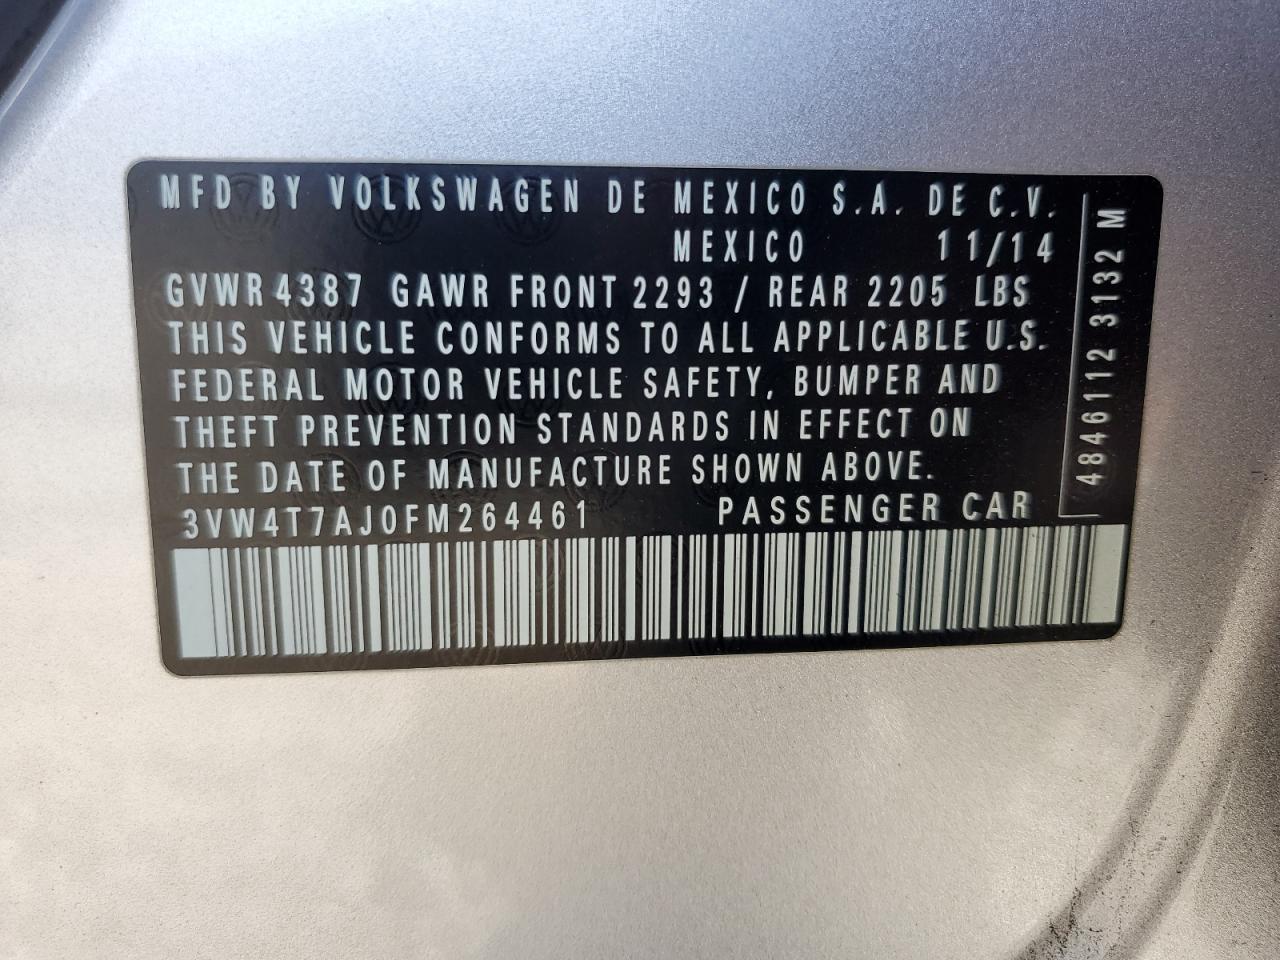 MFD BY VOLKSWAGEN DE MEXICO S.A. DE C.V.
MEXICO 11/14
GVWR 4387 GAWR FRONT 2293 / REAR 2205 LBS
THIS VEHICLE CONFORMS TO ALL APPLICABLE U.S.
FEDERAL MOTOR VEHICLE SAFETY, BUMPER AND
THEFT PREVENTION STANDARDS IN EFFECT ON
THE DATE OF MANUFACTURE SHOWN ABOVE.
3VW4T7AJ0FM264461 PASSENGER CAR
4846112 3132 M